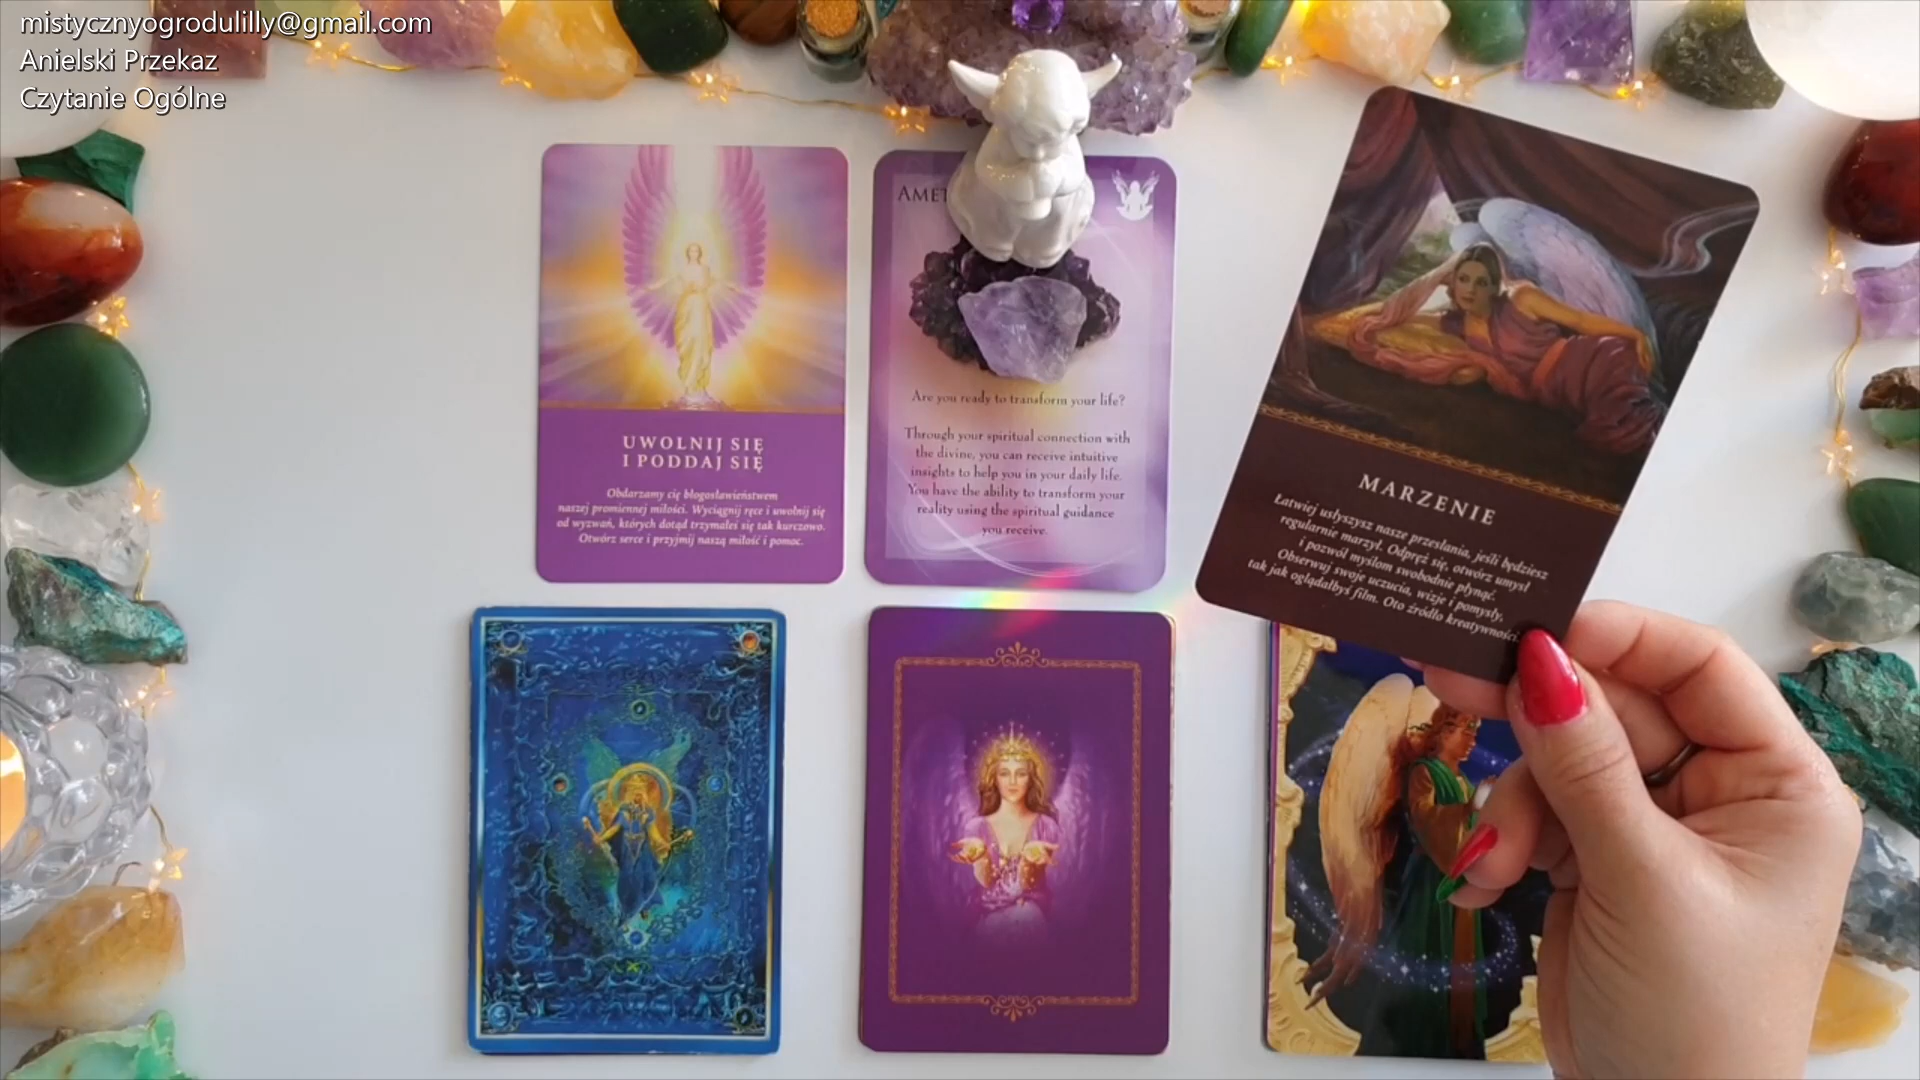 mistycznyogrodulilly@gmail.com
Anielski Przekaz
Czytanie Ogólne
UWOLNIJ SIĘ
I PODDAJ SIĘ
Obdarzamy cię błogosławieństwem
naszej promiennej miłości. Wyciągnij ręce i uwolnij się
od wyzwań, których dotąd trzymałeś się tak kurczowo.
Otwórz serce i przyjmij naszą miłość i pomoc.
Are you ready to transform your life?
Through your spiritual connection with
the divine, you can receive intuitive
insights to help you in your daily life.
You have the ability to transform your
reality using the spiritual guidance
you receive.
MARZENIE
Łatwiej usłyszysz nasze przesłania, jeśli będziesz
regularnie marzył. Odpręż się, otwórz umysł
i pozwól myślom swobodnie płynąć.
Obserwuj swoje uczucia, wizje i pomysły,
tak jak oglądałbyś film. Oto źródło kreatywności.